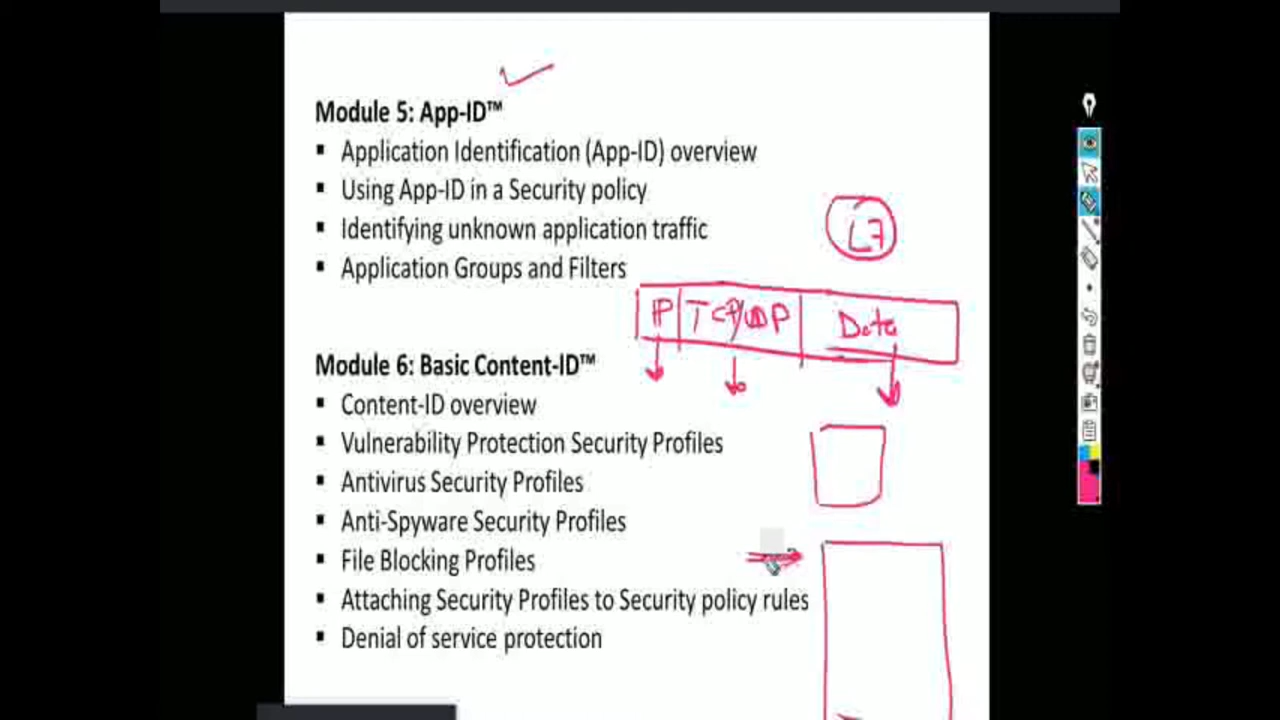 Module 5: App-ID™
▪ Application Identification (App-ID) overview
▪ Using App-ID in a Security policy
▪ Identifying unknown application traffic
▪ Application Groups and Filters
L7
IP TCP/UDP Data
Module 6: Basic Content-ID™
▪ Content-ID overview
▪ Vulnerability Protection Security Profiles
▪ Antivirus Security Profiles
▪ Anti-Spyware Security Profiles
▪ File Blocking Profiles
▪ Attaching Security Profiles to Security policy rules
▪ Denial of service protection